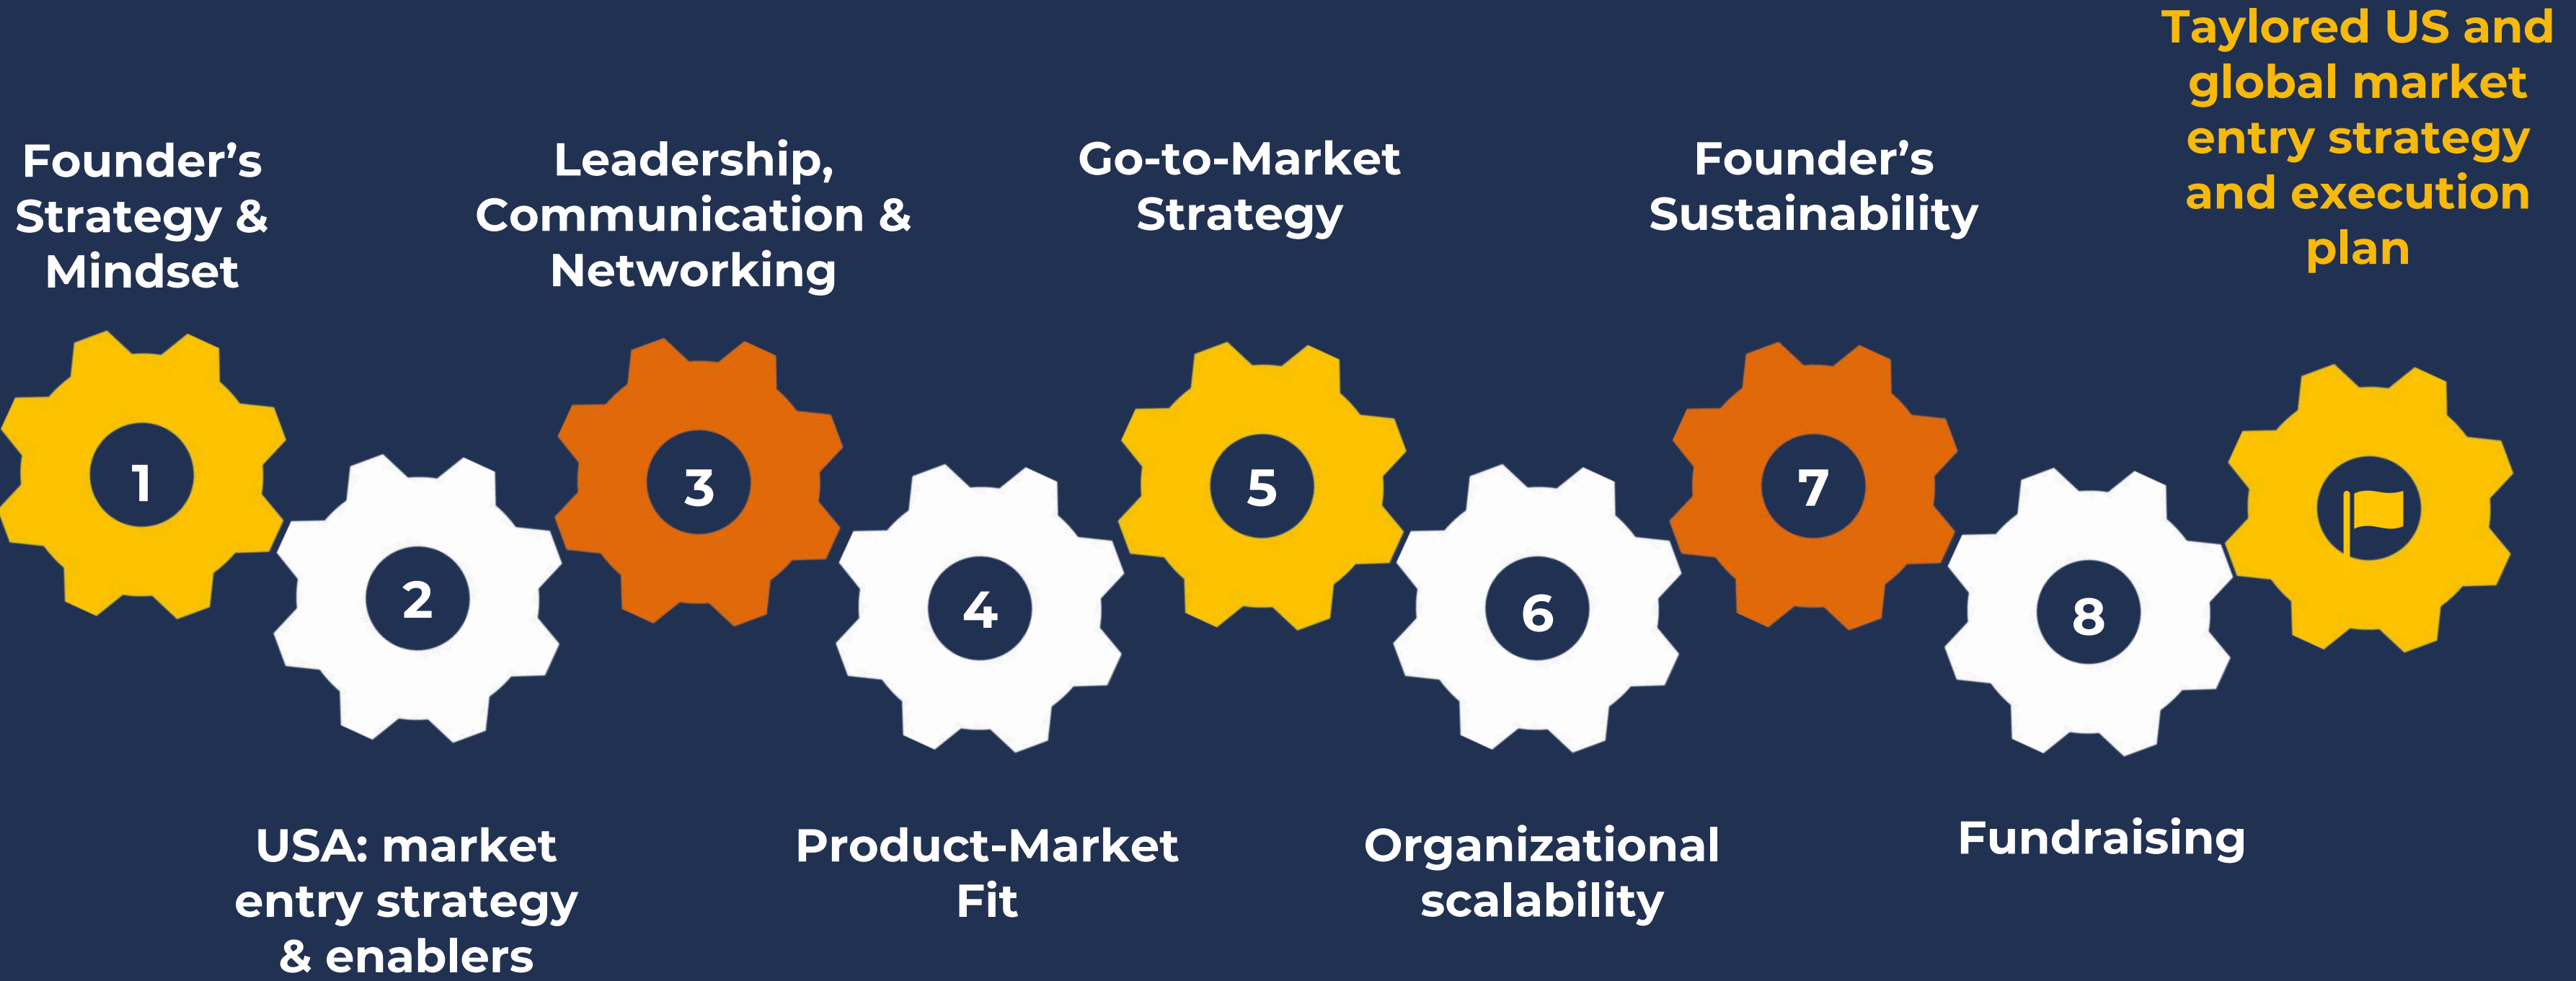 Founder’s
Strategy &
Mindset
1
2
USA: market
entry strategy
& enablers
Leadership,
Communication &
Networking
3
4
Product-Market
Fit
Go-to-Market
Strategy
5
6
Organizational
scalability
Founder’s
Sustainability
7
8
Fundraising
Taylored US and
global market
entry strategy
and execution
plan